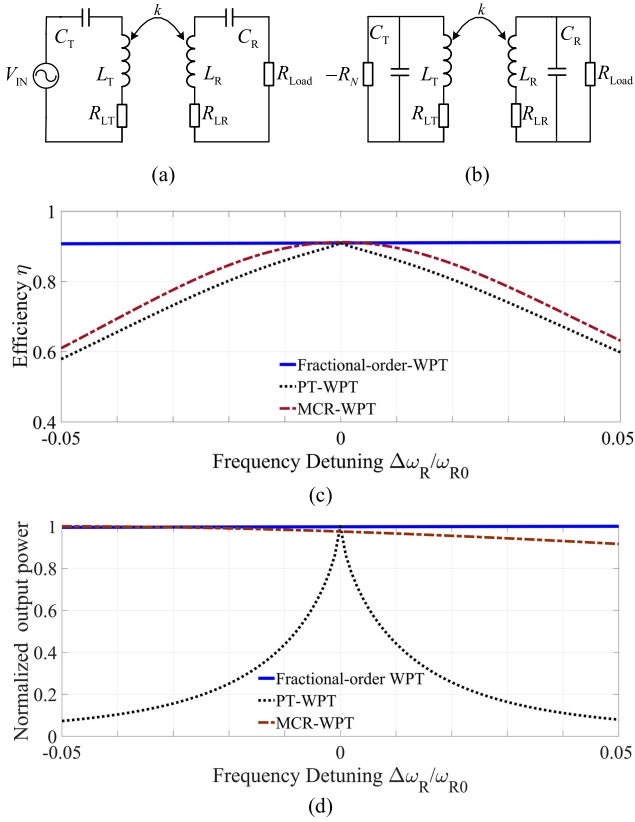 k
C_T
C_R
V_IN
L_T
L_R
R_Load
R_LT
R_LR
(a)
k
C_T
C_R
−R_N
L_T
L_R
R_Load
R_LT
R_LR
(b)
1
0.8
0.6
0.4
Efficiency η
Fractional-order-WPT
PT-WPT
MCR-WPT
-0.05
0
0.05
Frequency Detuning Δω_R/ω_R0
(c)
1
0.8
0.6
0.4
0.2
0
Normalized output power
Fractional-order WPT
PT-WPT
MCR-WPT
-0.05
0
0.05
Frequency Detuning Δω_R/ω_R0
(d)